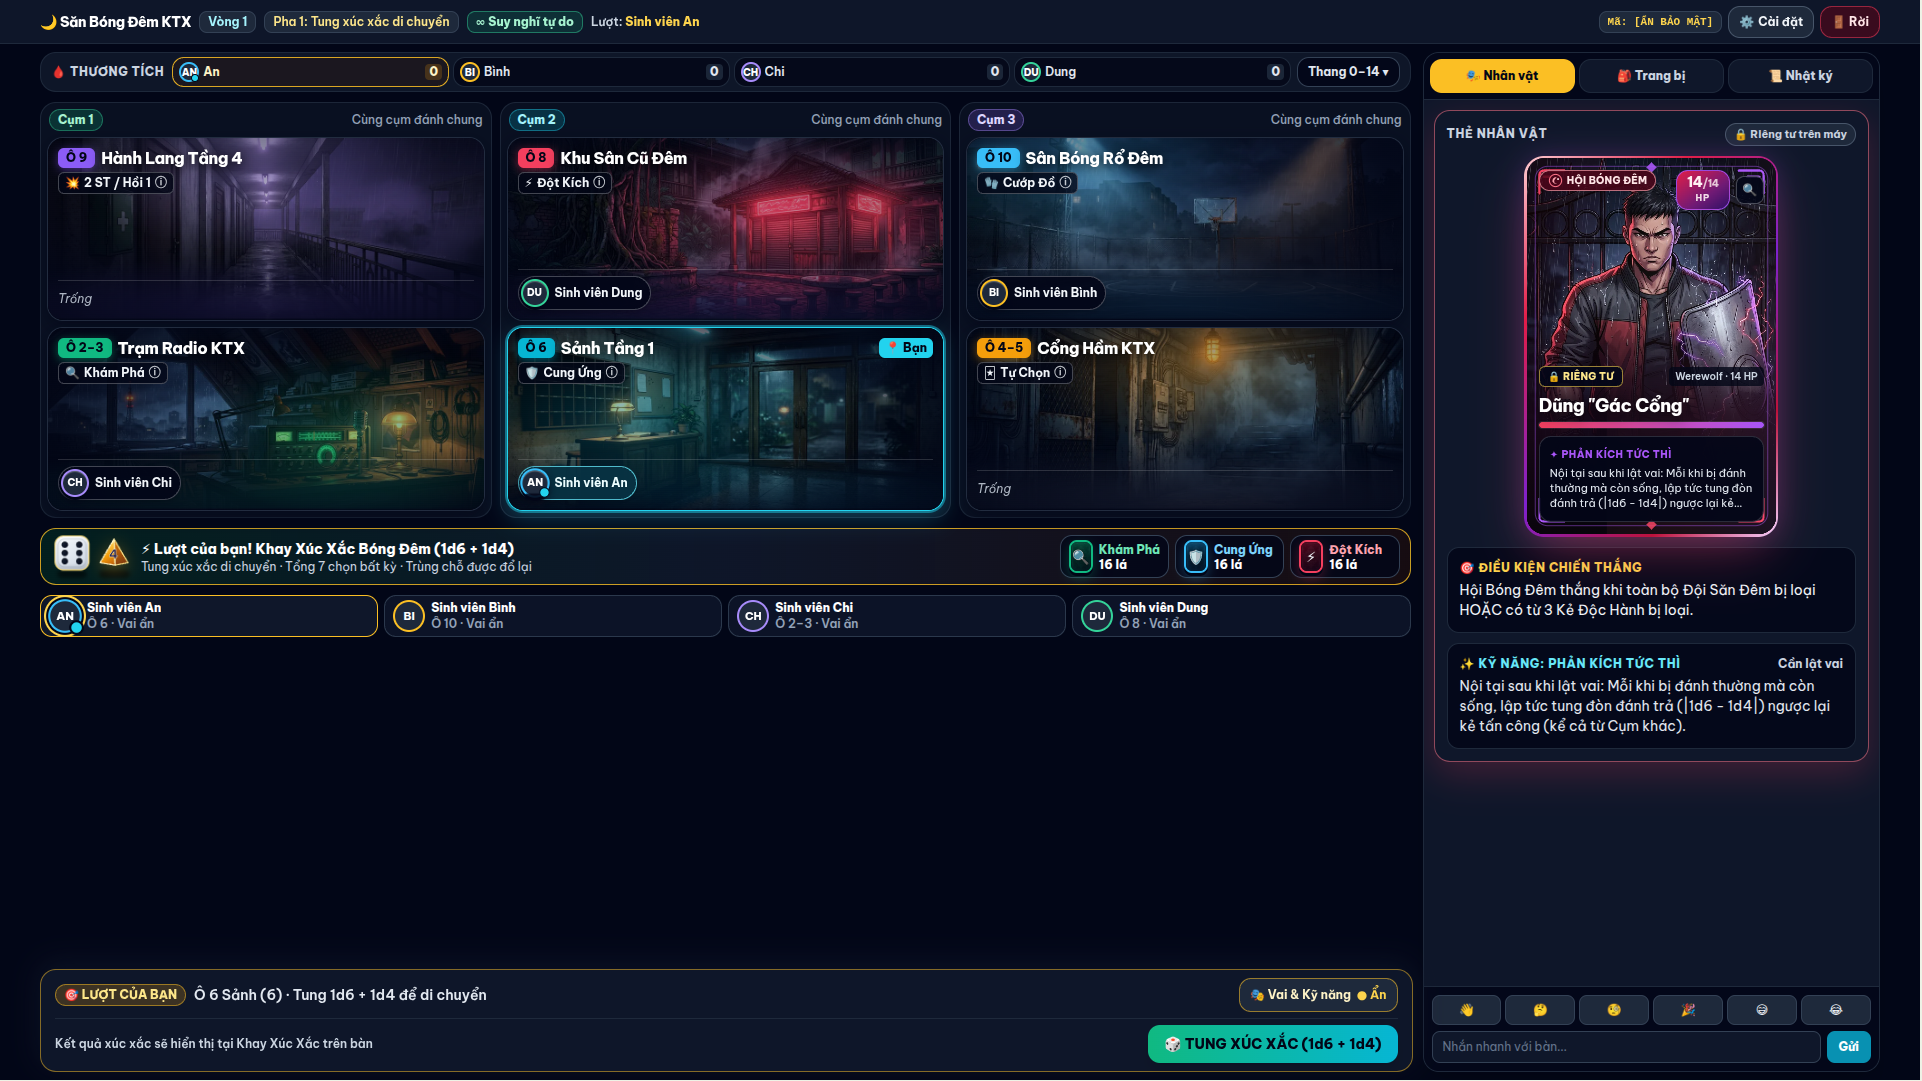 🌙 Săn Bóng Đêm KTX Vòng 1 Pha 1: Tung xúc xắc di chuyển ∞ Suy nghĩ tự do Lượt: Sinh viên An
Mã: [ẨN BẢO MẬT] ⚙️ Cài đặt 🚪 Rời
🩸 THƯƠNG TÍCH AN An 0 BI Bình 0 CH Chi 0 DU Dung 0 Thang 0–14 ▾
Cụm 1 Cùng cụm đánh chung
Ô 9 Hành Lang Tầng 4
💥 2 ST / Hồi 1 ⓘ
Trống
Ô 2–3 Trạm Radio KTX
🔍 Khám Phá ⓘ
CH Sinh viên Chi
Cụm 2 Cùng cụm đánh chung
Ô 8 Khu Sân Cũ Đêm
⚡ Đột Kích ⓘ
DU Sinh viên Dung
Ô 6 Sảnh Tầng 1 📍 Bạn
🛡️ Cung Ứng ⓘ
AN Sinh viên An
Cụm 3 Cùng cụm đánh chung
Ô 10 Sân Bóng Rổ Đêm
🧤 Cướp Đồ ⓘ
BI Sinh viên Bình
Ô 4–5 Cổng Hầm KTX
🃏 Tự Chọn ⓘ
Trống
4
⚡ Lượt của bạn! Khay Xúc Xắc Bóng Đêm (1d6 + 1d4)
Tung xúc xắc di chuyển · Tổng 7 chọn bất kỳ · Trùng chỗ được đổ lại
🔍 Khám Phá
16 lá
🛡️ Cung Ứng
16 lá
⚡ Đột Kích
16 lá
AN Sinh viên An
Ô 6 · Vai ẩn
BI Sinh viên Bình
Ô 10 · Vai ẩn
CH Sinh viên Chi
Ô 2–3 · Vai ẩn
DU Sinh viên Dung
Ô 8 · Vai ẩn
🎯 LƯỢT CỦA BẠN Ô 6 Sảnh (6) · Tung 1d6 + 1d4 để di chuyển
🎭 Vai & Kỹ năng ● Ẩn
Kết quả xúc xắc sẽ hiển thị tại Khay Xúc Xắc trên bàn
🎲 TUNG XÚC XẮC (1d6 + 1d4)
🎭 Nhân vật 🎒 Trang bị 📜 Nhật ký
THẺ NHÂN VẬT 🔒 Riêng tư trên máy
HỘI BÓNG ĐÊM 14/14
HP
🔍
🔒 RIÊNG TƯ Werewolf · 14 HP
Dũng "Gác Cổng"
✦ PHẢN KÍCH TỨC THÌ
Nội tại sau khi lật vai: Mỗi khi bị đánh
thường mà còn sống, lập tức tung đòn
đánh trả (|1d6 - 1d4|) ngược lại kẻ...
🎯 ĐIỀU KIỆN CHIẾN THẮNG
Hội Bóng Đêm thắng khi toàn bộ Đội Săn Đêm bị loại
HOẶC có từ 3 Kẻ Độc Hành bị loại.
✨ KỸ NĂNG: PHẢN KÍCH TỨC THÌ Cần lật vai
Nội tại sau khi lật vai: Mỗi khi bị đánh thường mà còn
sống, lập tức tung đòn đánh trả (|1d6 - 1d4|) ngược lại
kẻ tấn công (kể cả từ Cụm khác).
Nhắn nhanh với bàn... Gửi